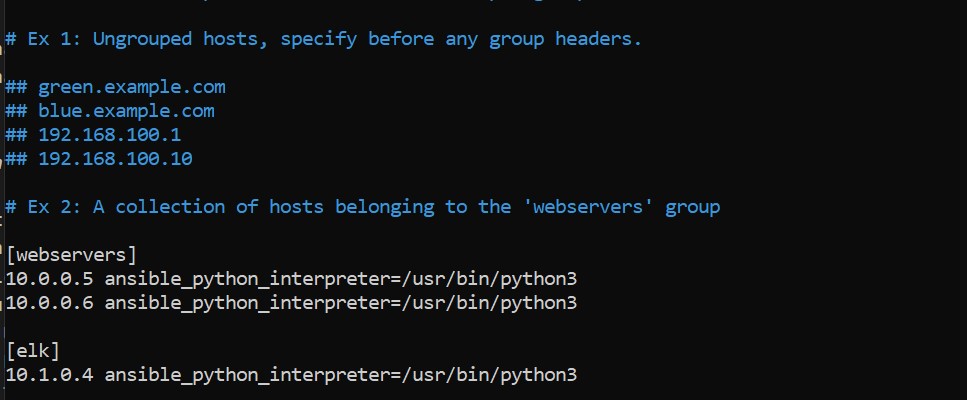 # Ex 1: Ungrouped hosts, specify before any group headers.
## green.example.com
## blue.example.com
## 192.168.100.1
## 192.168.100.10
# Ex 2: A collection of hosts belonging to the 'webservers' group
[webservers]
10.0.0.5 ansible_python_interpreter=/usr/bin/python3
10.0.0.6 ansible_python_interpreter=/usr/bin/python3
[elk]
10.1.0.4 ansible_python_interpreter=/usr/bin/python3